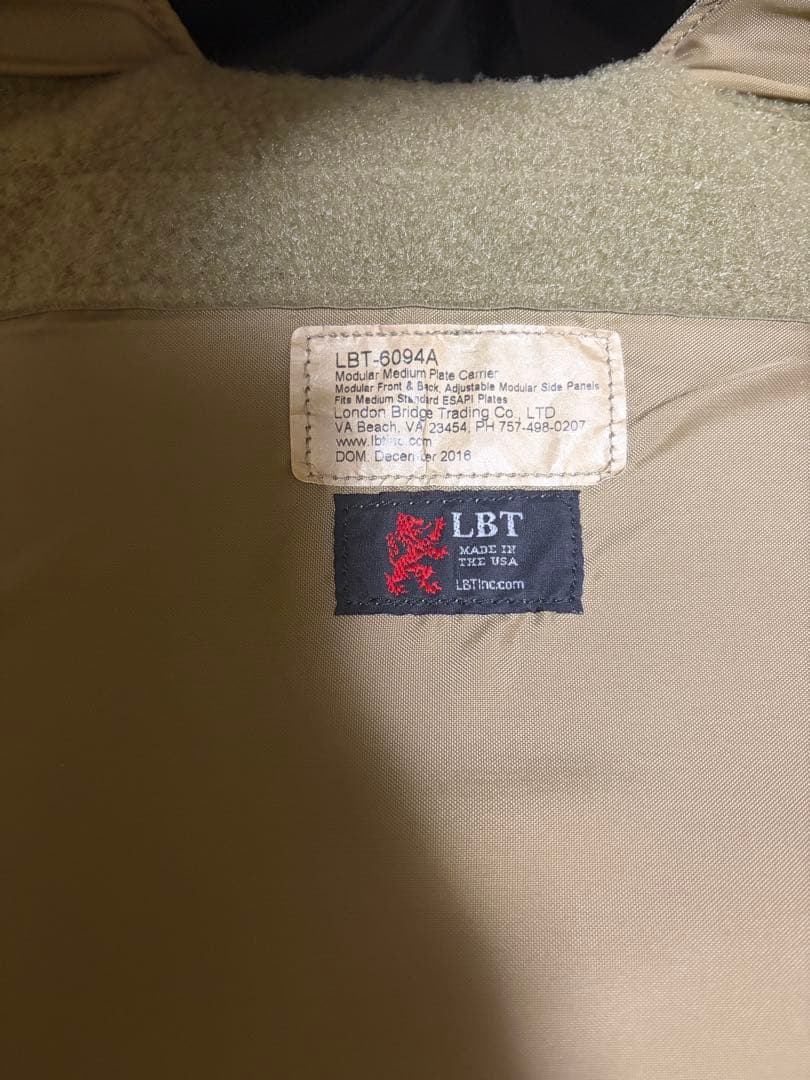 LBT-6094A
Modular Medium Plate Carrier
Modular Front & Back, Adjustable Modular Side Panels
Fits Medium Standard ESAPI Plates
London Bridge Trading Co., LTD
VA Beach, VA 23454, PH 757-498-0207
www.lbtinc.com
DOM: December 2016
LBT
MADE IN
THE USA
LBTInc.com